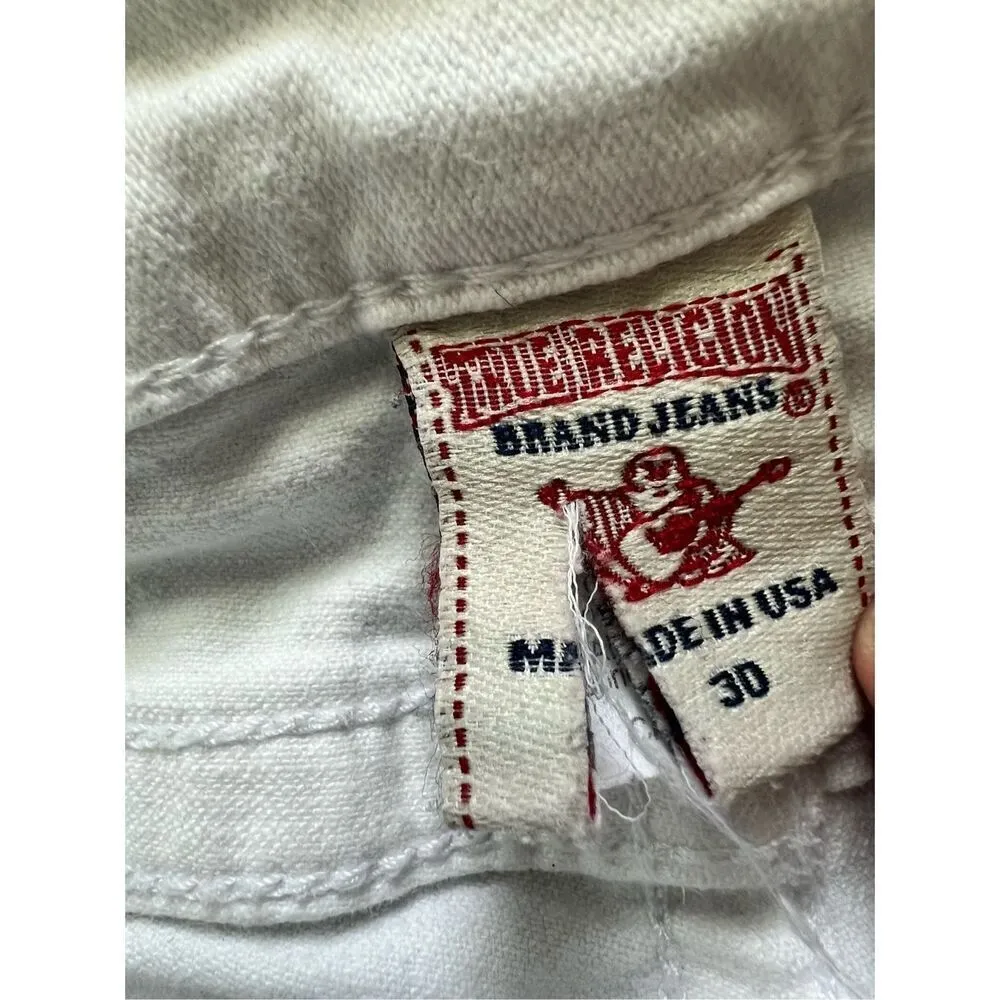 TRUE RELIGION
BRAND JEANS®
MADE IN USA
30